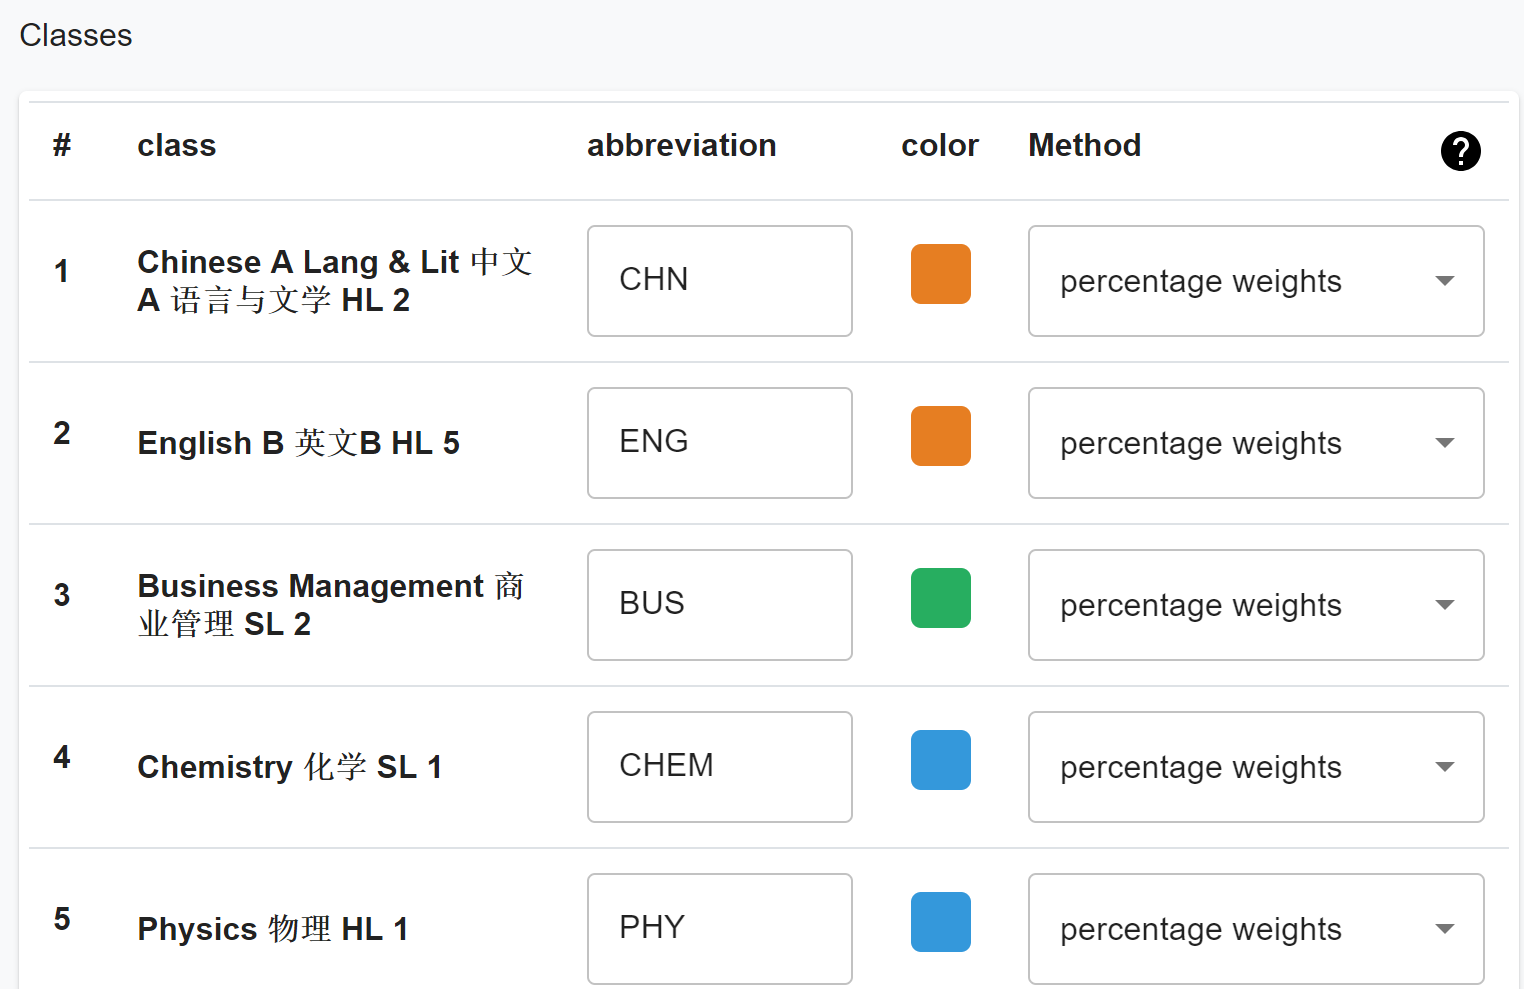 Classes
# class abbreviation color Method ?
1 Chinese A Lang & Lit 中文 CHN percentage weights
A 语言与文学 HL 2
2 English B 英文B HL 5 ENG percentage weights
3 Business Management 商 BUS percentage weights
业管理 SL 2
4 Chemistry 化学 SL 1 CHEM percentage weights
5 Physics 物理 HL 1 PHY percentage weights